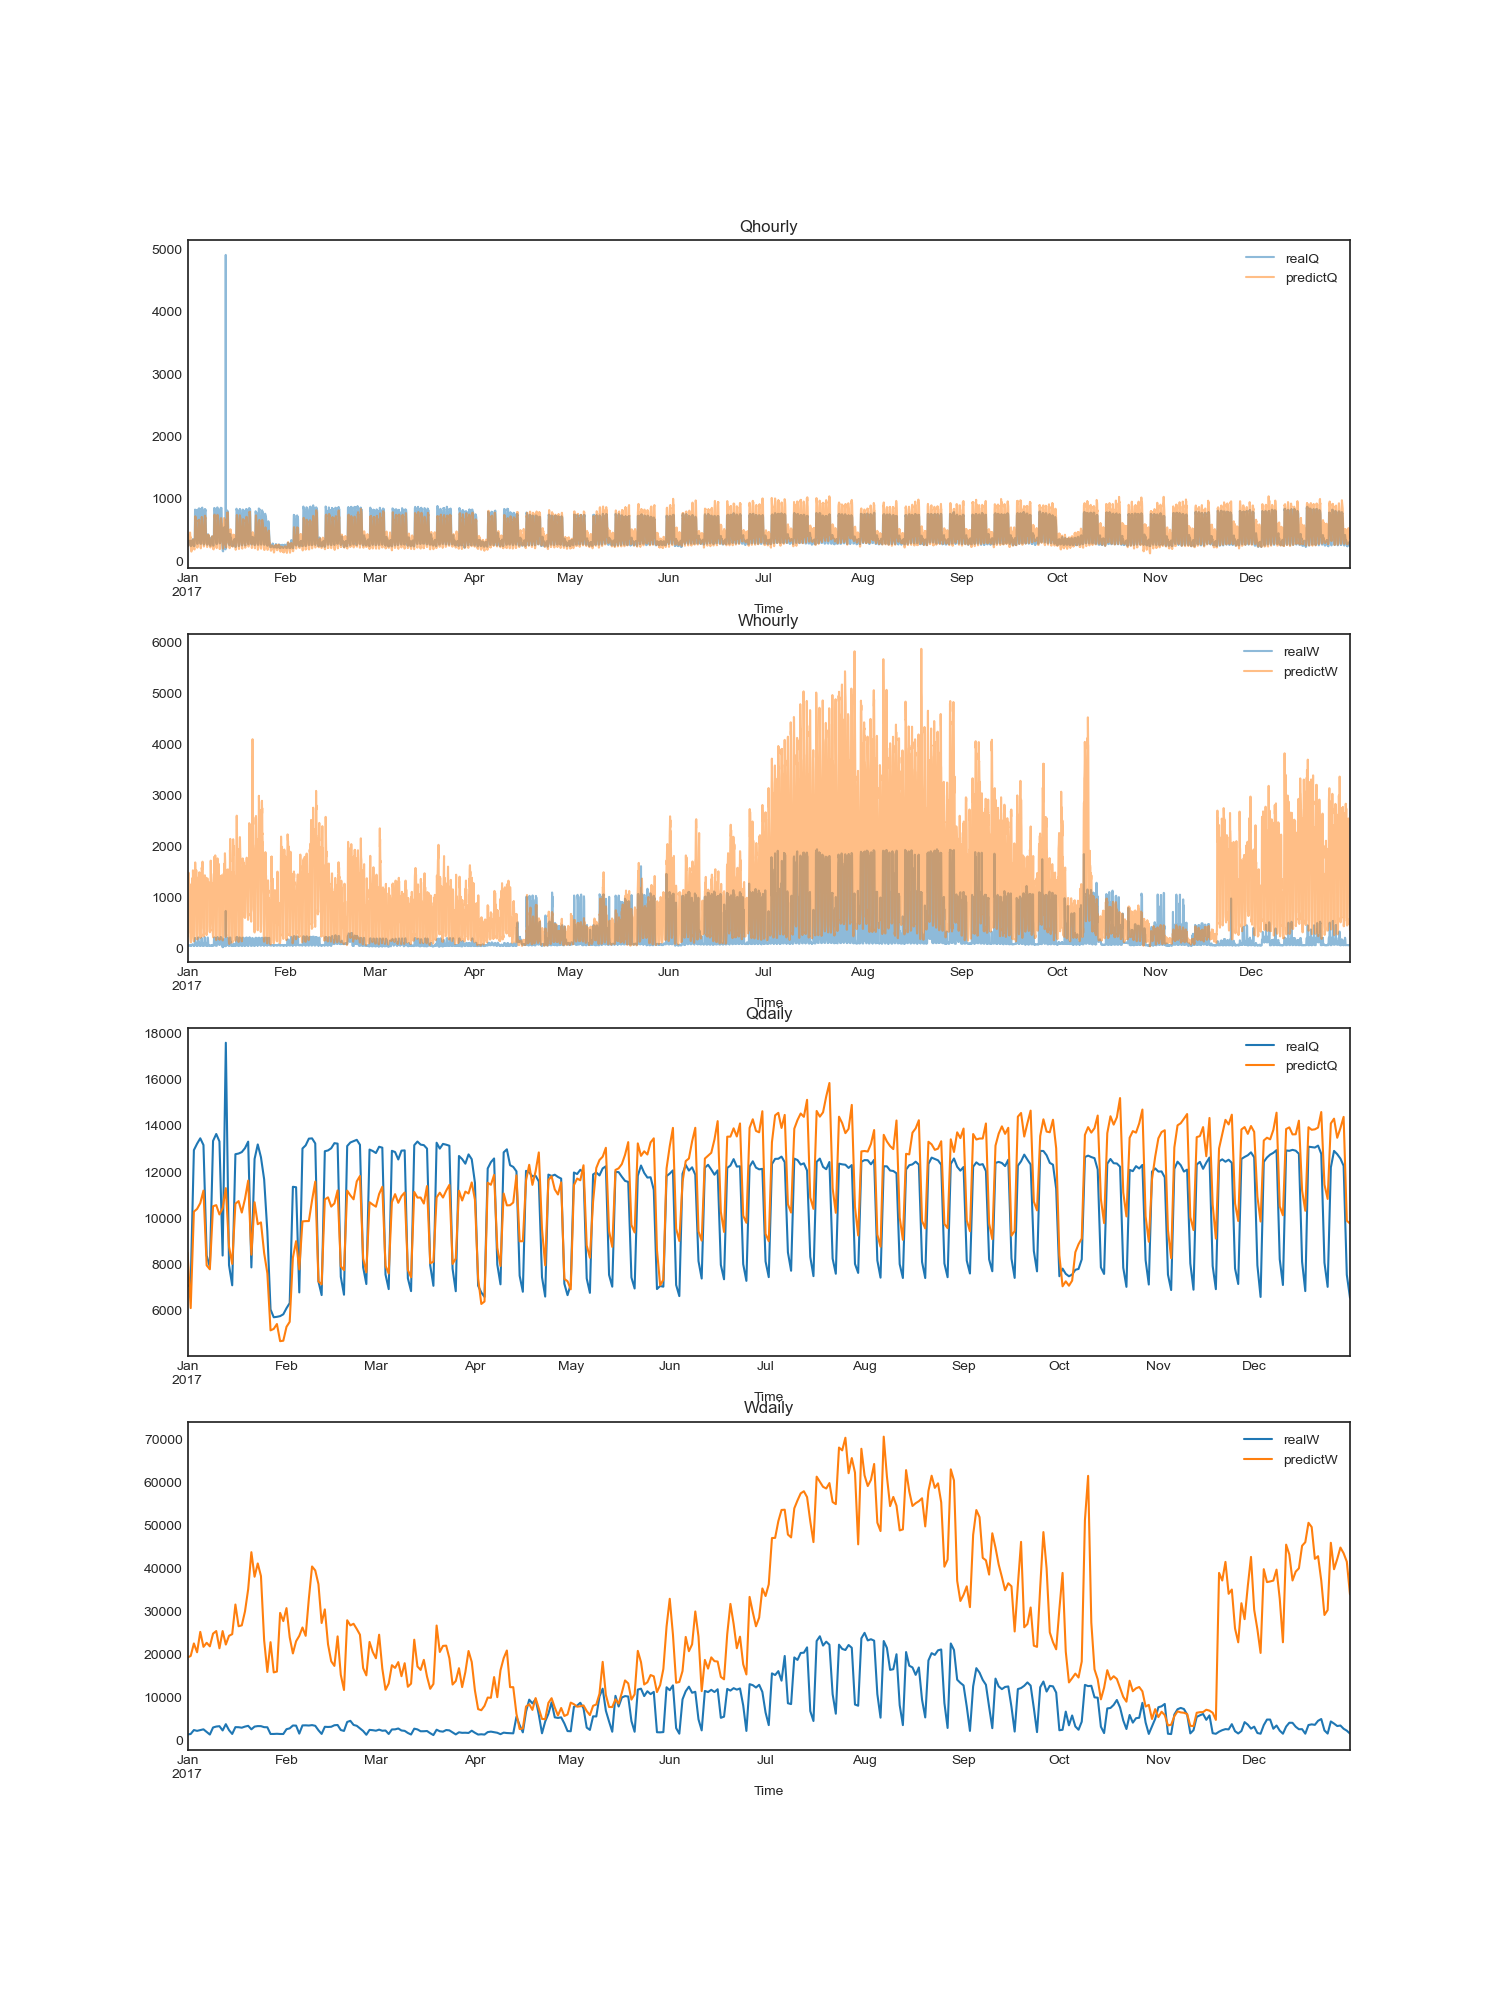 Qhourly
5000
4000
3000
2000
1000
0
realQ
predictQ
Jan Feb Mar Apr May Jun Jul Aug Sep Oct Nov Dec
2017
Time
Whourly
6000
5000
4000
3000
2000
1000
0
realW
predictW
Jan Feb Mar Apr May Jun Jul Aug Sep Oct Nov Dec
2017
Time
Qdaily
18000
16000
14000
12000
10000
8000
6000
realQ
predictQ
Jan Feb Mar Apr May Jun Jul Aug Sep Oct Nov Dec
2017
Time
Wdaily
70000
60000
50000
40000
30000
20000
10000
0
realW
predictW
Jan Feb Mar Apr May Jun Jul Aug Sep Oct Nov Dec
2017
Time